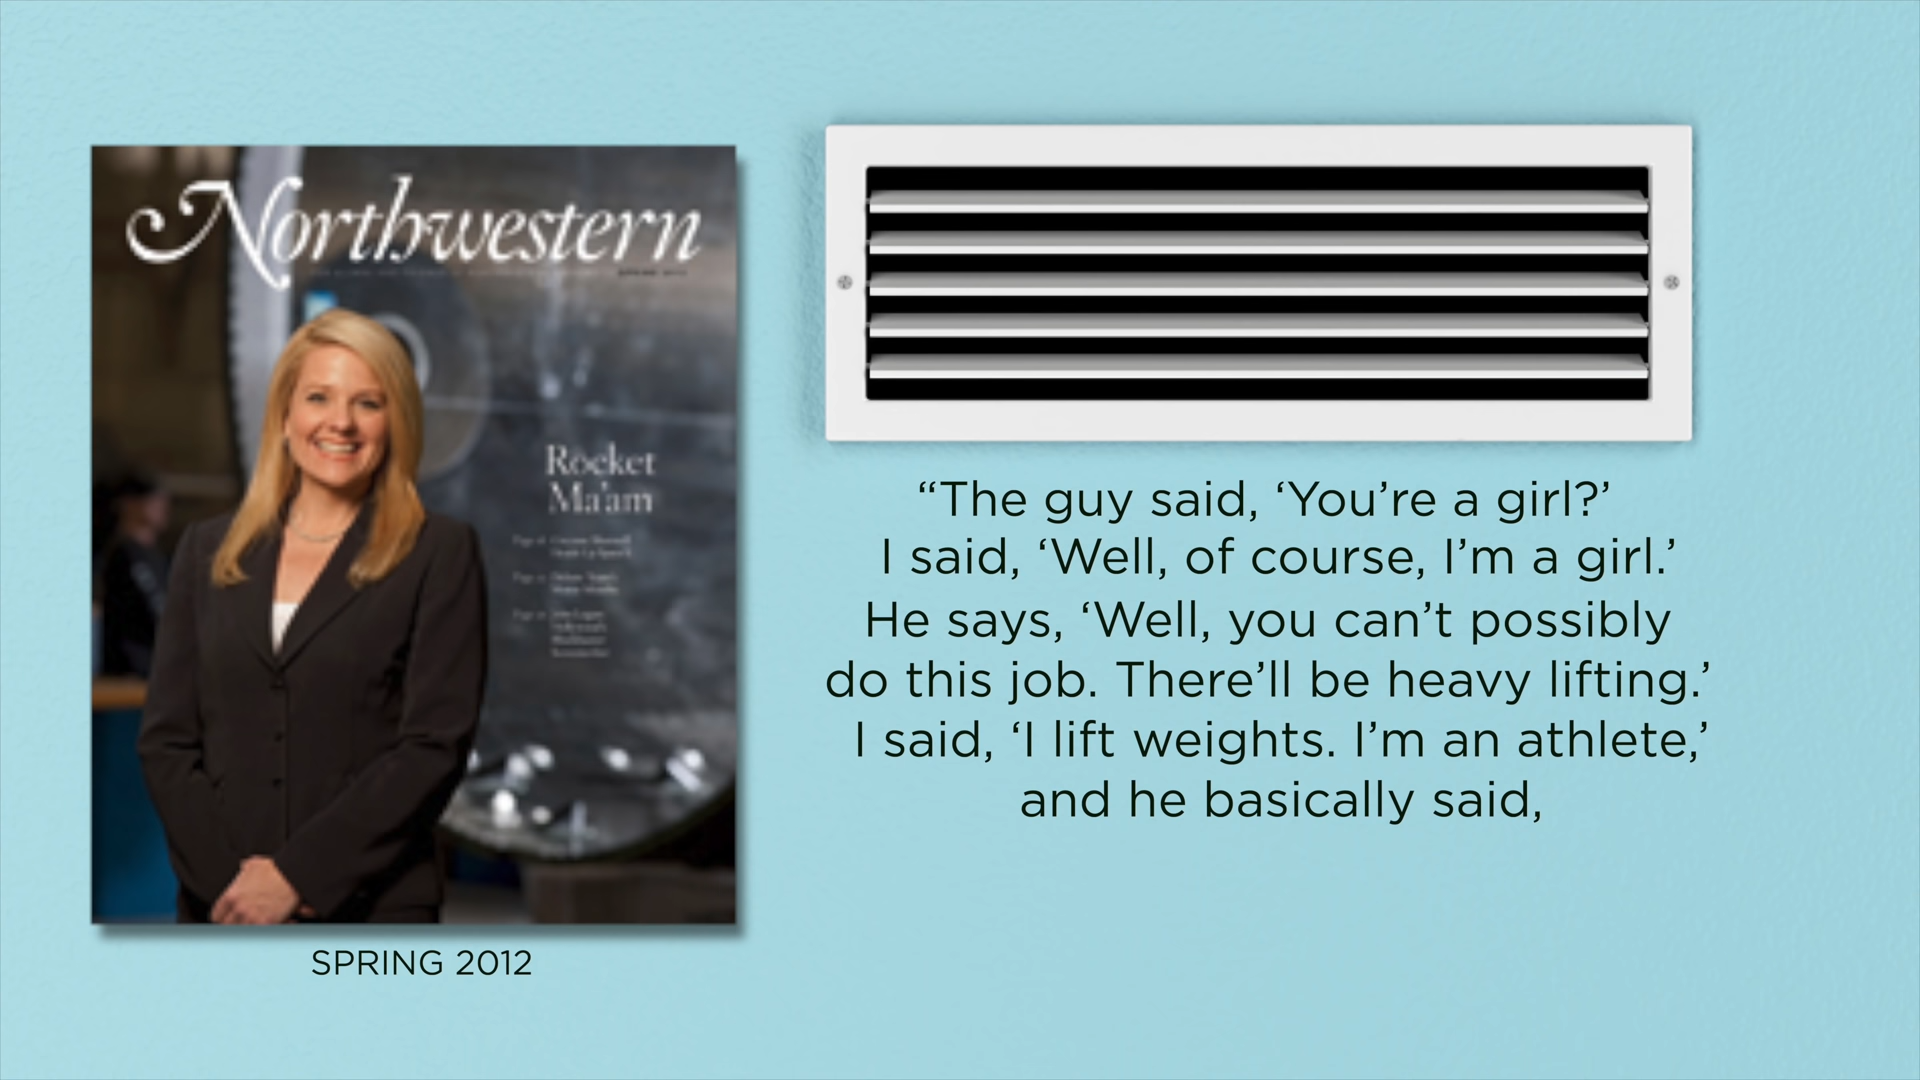 Northwestern
Rocket
Ma'am
SPRING 2012
“The guy said, ‘You’re a girl?’
I said, ‘Well, of course, I’m a girl.’
He says, ‘Well, you can’t possibly
do this job. There’ll be heavy lifting.’
I said, ‘I lift weights. I’m an athlete,’
and he basically said,